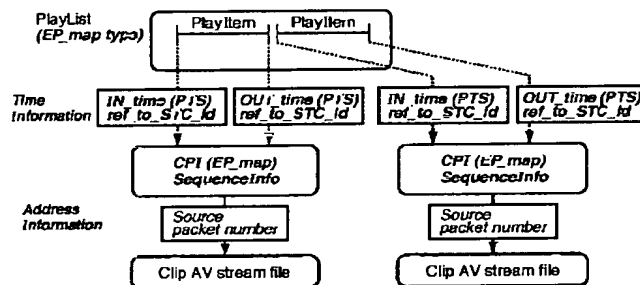 PlayList
(EP_map type)
PlayItem PlayItem
Time
Information
IN_time (PTS)
ref_to_STC_id
OUT_time (PTS)
ref_to_STC_id
IN_time (PTS)
ref_to_STC_id
OUT_time (PTS)
ref_to_STC_id
CPI (EP_map)
SequenceInfo
CPI (EP_map)
SequenceInfo
Address
Information
Source
packet number
Source
packet number
Clip AV stream file
Clip AV stream file